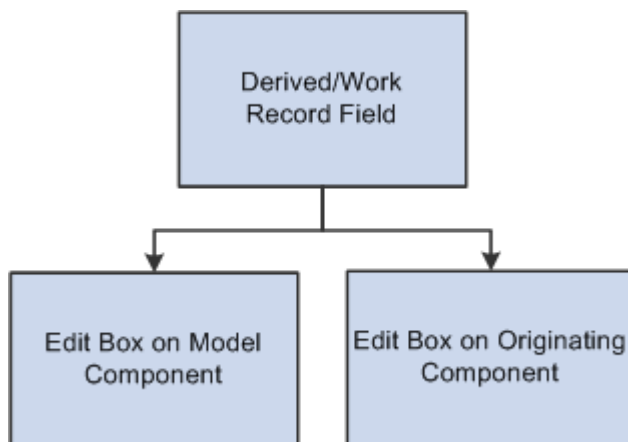 Derived/Work
Record Field
Edit Box on Model
Component
Edit Box on Originating
Component